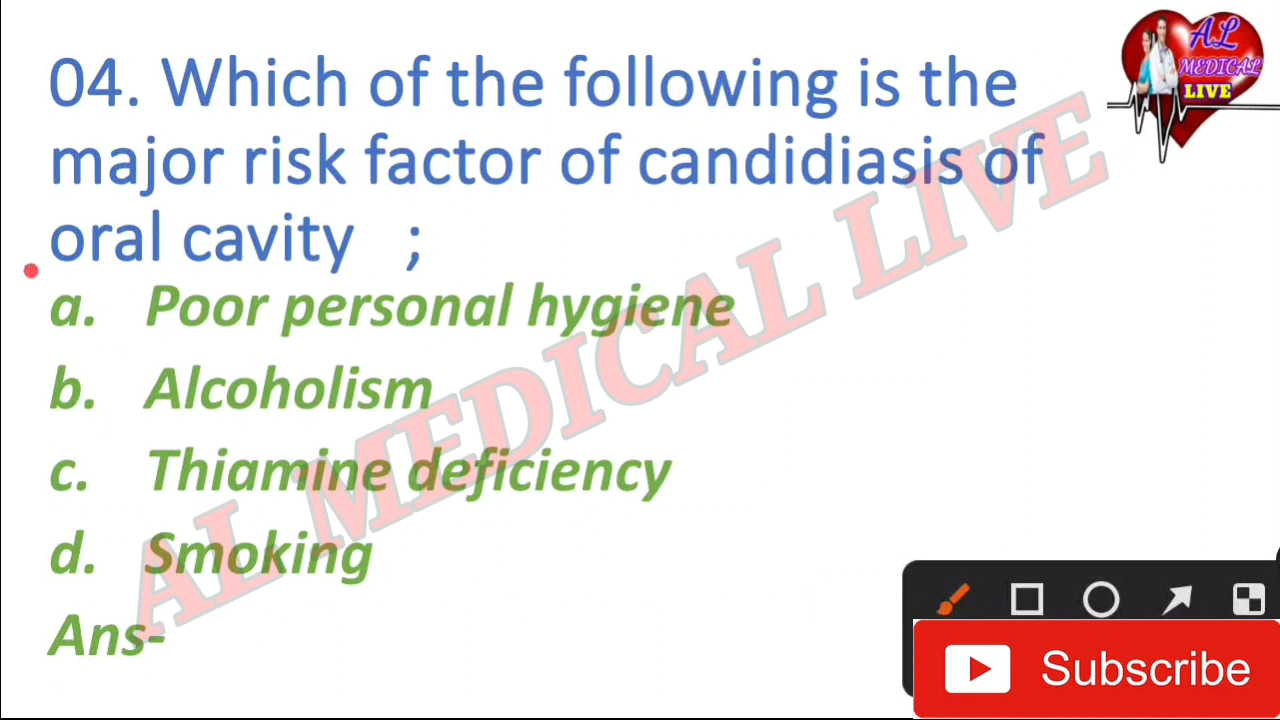 04. Which of the following is the
major risk factor of candidiasis of
oral cavity ;
a. Poor personal hygiene
b. Alcoholism
c. Thiamine deficiency
d. Smoking
Ans-
AL MEDICAL LIVE
AL
MEDICAL
LIVE
Subscribe